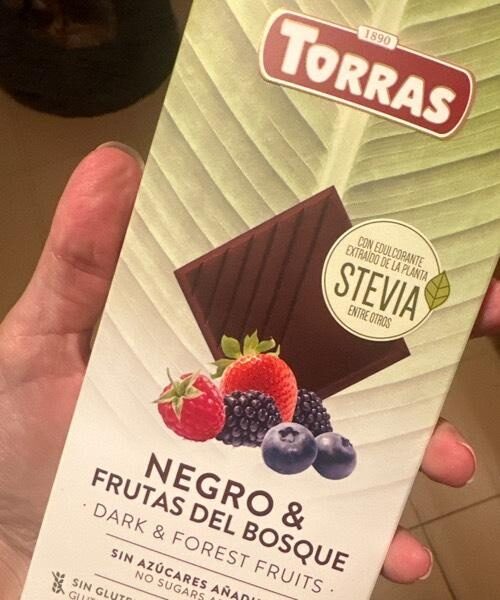 1890
TORRAS
CON EDULCORANTE
EXTRAÍDO DE LA PLANTA
STEVIA
ENTRE OTROS
NEGRO &
FRUTAS DEL BOSQUE
· DARK & FOREST FRUITS ·
SIN AZÚCARES
NO SUGARS
SIN